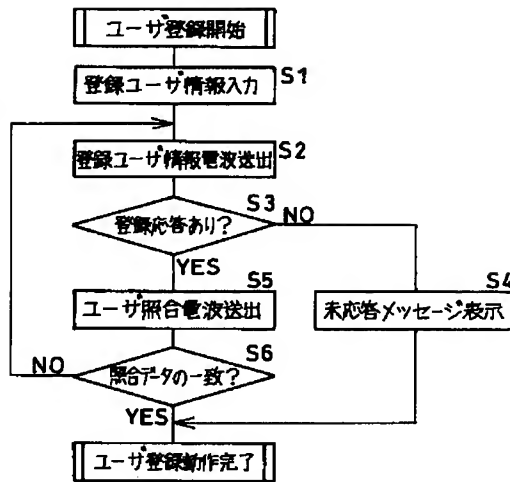 ユーザ登録開始
登録ユーザ情報入力
S1
登録ユーザ情報電波送出
S2
登録応答あり?
S3
NO
YES
S4
未応答メッセージ表示
S5
ユーザ照合電波送出
S6
照合データの一致?
NO
YES
ユーザ登録動作完了